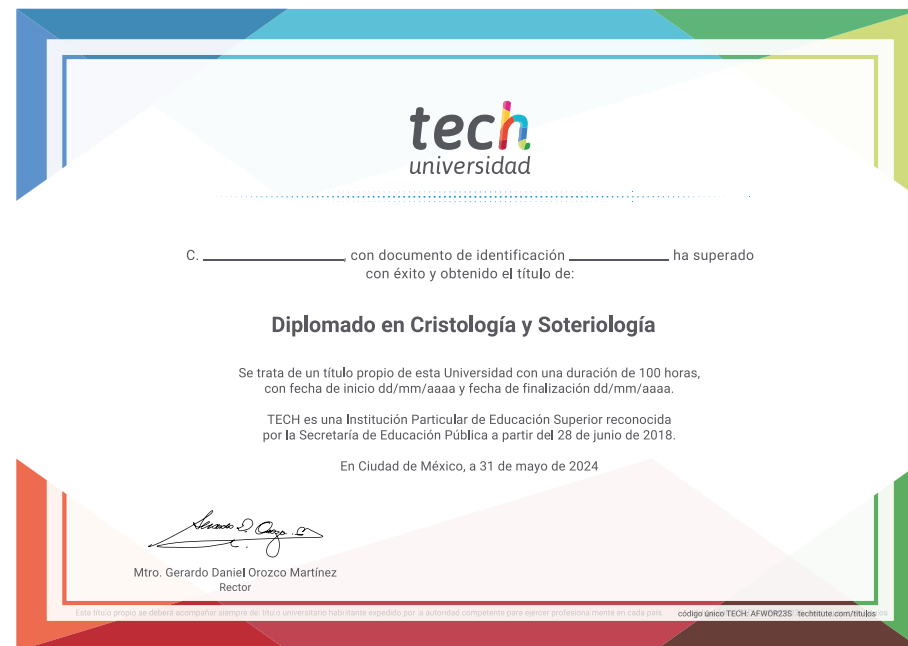 tech
universidad
C. ____________, con documento de identificación ____________ ha superado
con éxito y obtenido el título de:
Diplomado en Cristología y Soteriología
Se trata de un título propio de esta Universidad con una duración de 100 horas,
con fecha de inicio dd/mm/aaaa y fecha de finalización dd/mm/aaaa.
TECH es una Institución Particular de Educación Superior reconocida
por la Secretaría de Educación Pública a partir del 28 de junio de 2018.
En Ciudad de México, a 31 de mayo de 2024
Mtro. Gerardo Daniel Orozco Martínez
Rector
Este título propio se deberá acompañar siempre del título universitario habilitante expedido por la autoridad competente para ejercer profesionalmente en cada país. código único TECH: AFWOR23S techtitute.com/titulos